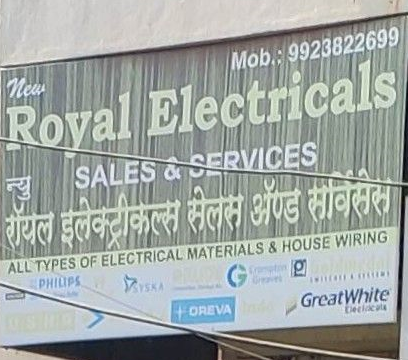 Mob.: 9923822699
New
Royal Electricals
SALES & SERVICES
न्यु
रॉयल इलेक्ट्रीकल्स सेलस ॲण्ड सर्विसेस
ALL TYPES OF ELECTRICAL MATERIALS & HOUSE WIRING
PHILIPS SYSKA Crompton Greaves goldmedal
OREVA GreatWhite
Electricals